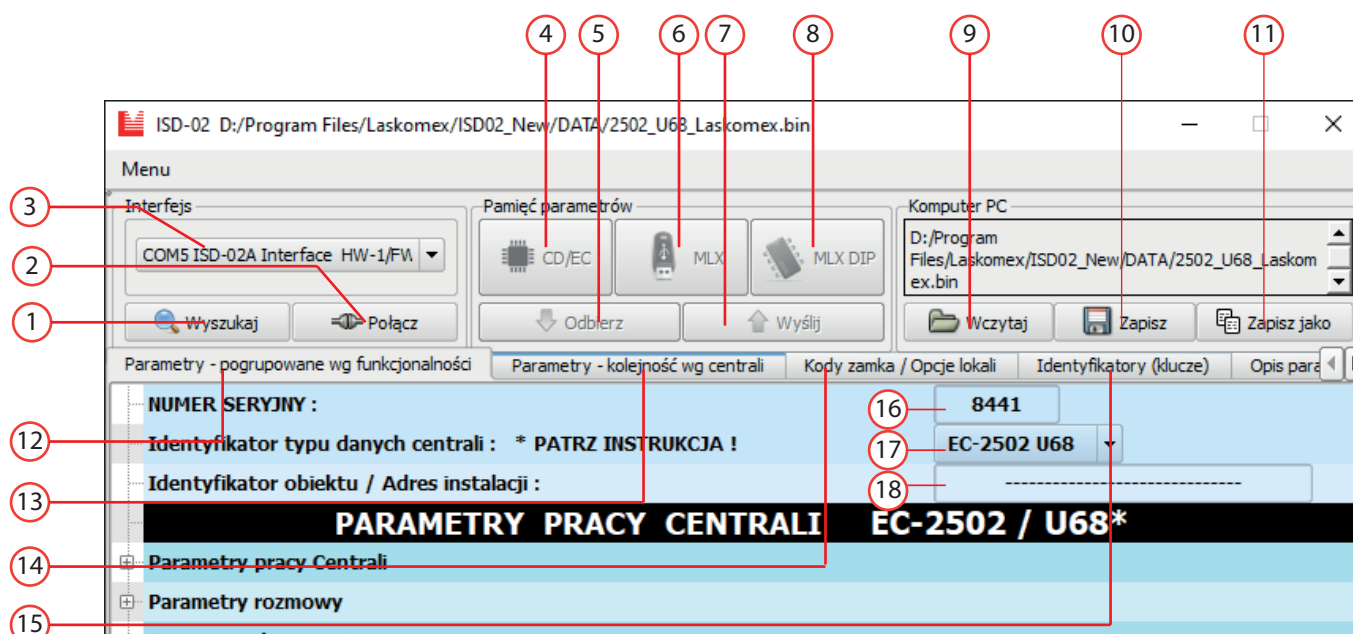 4 5 6 7 8 9 10 11
ISD-02 D:/Program Files/Laskomex/ISD02_New/DATA/2502_U68_Laskomex.bin
Menu
3
Interfejs
COM5 ISD-02A Interface HW-1/FW
2
1
Wyszukaj
Połącz
Pamięć parametrów
CD/EC
MLX
MLX DIP
Odbierz
Wyślij
Komputer PC
D:/Program
Files/Laskomex/ISD02_New/DATA/2502_U68_Laskom
ex.bin
Wczytaj
Zapisz
Zapisz jako
Parametry - pogrupowane wg funkcjonalności
Parametry - kolejność wg centrali
Kody zamka / Opcje lokali
Identyfikatory (klucze)
Opis para
NUMER SERYJNY :
16
8441
12
Identyfikator typu danych centrali : * PATRZ INSTRUKCJA !
17
EC-2502 U68
13
Identyfikator obiektu / Adres instalacji :
18
------------------------------
PARAMETRY PRACY CENTRALI EC-2502 / U68*
14
Parametry pracy Centrali
Parametry rozmowy
15